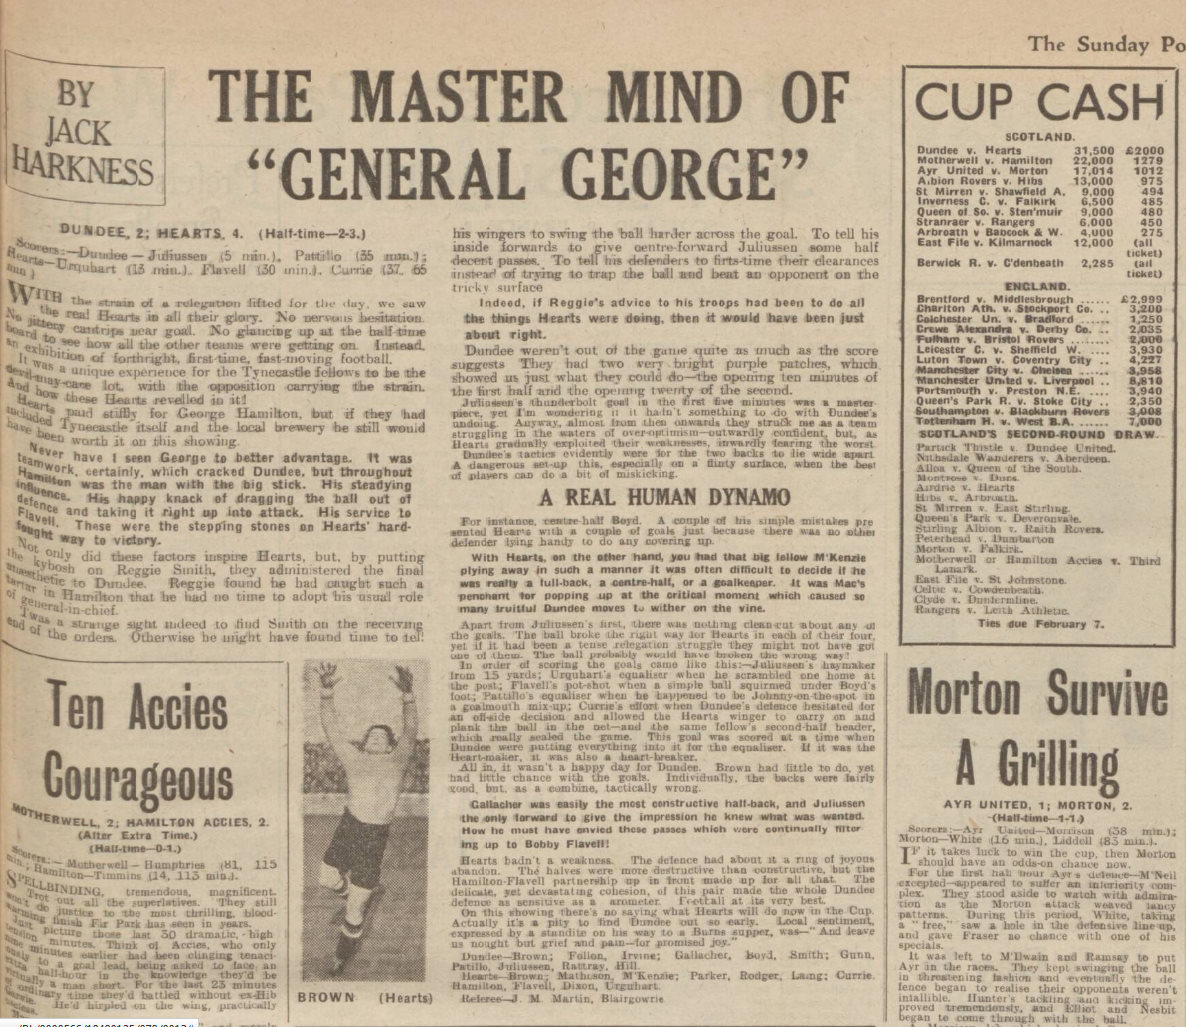 The Sunday Po
BY
JACK
HARKNESS
THE MASTER MIND OF
“GENERAL GEORGE”
DUNDEE, 2; HEARTS, 4. (Half-time—2-3.)
Scorers:—Dundee—Juliussen (5 min.), Pattillo (35 min.);
Hearts—Urquhart (13 min.), Flavell (30 min.), Currie (37, 65
min.)
WITH the strain of a relegation lifted for the day, we saw
the real Hearts in all their glory. No nervous hesitation.
No jittery cantrips near goal. No glancing up at the half-time
board to see how all the other teams were getting on. Instead,
an exhibition of forthright, first-time, fast-moving football.
It was a unique experience for the Tynecastle fellows to be the
devil-may-care lot, with the opposition carrying the strain.
And how these Hearts revelled in it!
Hearts paid stiffly for George Hamilton, but if they had
included Tynecastle itself and the local brewery he still would
have been worth it on this showing.
Never have I seen George to better advantage. It was
teamwork, certainly, which cracked Dundee, but throughout
Hamilton was the man with the big stick. His steadying
influence. His happy knack of dragging the ball out of
defence and taking it right up into attack. His service to
Flavell. These were the stepping stones on Hearts' hard-
fought way to victory.
Not only did these factors inspire Hearts, but, by putting
the kybosh on Reggie Smith, they administered the final
anaesthetic to Dundee. Reggie found he had caught such a
tartar in Hamilton that he had no time to adopt his usual role
of general-in-chief.
'Twas a strange sight indeed to find Smith on the receiving
end of the orders. Otherwise he might have found time to tel!
his wingers to swing the ball harder across the goal. To tell his
inside forwards to give centre-forward Juliussen some half
decent passes. To tell his defenders to firts-time their clearances
instead of trying to trap the ball and beat an opponent on the
tricky surface
Indeed, if Reggie's advice to his troops had been to do all
the things Hearts were doing, then it would have been just
about right.
Dundee weren't out of the game quite as much as the score
suggests They had two very bright purple patches, which
showed us just what they could do—the opening ten minutes of
the first half and the opening twenty of the second.
Juliussen's thunderbolt goal in the first five minutes was a master-
piece, yet I'm wondering if it hadn't something to do with Dundee's
undoing. Anyway, almost from then onwards they struck me as a team
struggling in the waters of over-optimism—outwardly confident, but, as
Hearts gradually exploited their weaknesses, inwardly fearing the worst.
Dundee's tactics evidently were for the two backs to lie wide apart
A dangerous set-up this, especially on a flinty surface, when the best
of players can do a bit of miskicking.
A REAL HUMAN DYNAMO
For instance, centre-half Boyd. A couple of his simple mistakes pre
sented Hearts with a couple of goals just because there was no other
defender lying handy to do any covering up.
With Hearts, on the other hand, you had that big fellow M'Kenzie
plying away in such a manner it was often difficult to decide if he
was really a full-back, a centre-half, or a goalkeeper. It was Mac's
penchant for popping up at the critical moment which caused so
many fruitful Dundee moves to wither on the vine.
Apart from Juliussen's first, there was nothing clean-cut about any of
the goals. The ball broke the right way for Hearts in each of their four,
yet if it had been a tense relegation struggle they might not have got
one of them. The ball probably would have broken the wrong way!
In order of scoring the goals came like this:—Juliussen's haymaker
from 15 yards; Urquhart's equaliser when he scrambled one home at
the post; Flavell's pot-shot when a simple ball squirmed under Boyd's
foot; Pattillo's equaliser when he happened to be Johnny-on-the-spot in
a goalmouth mix-up; Currie's effort when Dundee's defence hesitated for
an off-side decision and allowed the Hearts winger to carry on and
plank the ball in the net—and the same fellow's second-half header,
which really sealed the game. This goal was scored at a time when
Dundee were putting everything into it for the equaliser. If it was the
Heart-maker, it was also a heart-breaker.
All in, it wasn't a happy day for Dundee. Brown had little to do, yet
had little chance with the goals. Individually, the backs were fairly
good, but, as a combine, tactically wrong.
Gallacher was easily the most constructive half-back, and Juliussen
the only forward to give the impression he knew what was wanted.
How he must have envied these passes which were continually filter
ing up to Bobby Flavell!
Hearts hadn't a weakness. The defence had about it a ring of joyous
abandon. The halves were more destructive than constructive, but the
Hamilton-Flavell partnership up in front made up for all that. The
delicate, yet devastating cohesion, of this pair made the whole Dundee
defence as sensitive as a arometer. Football at its very best.
On this showing there's no saying what Hearts will do now in the Cup.
Actually it's a pity to find Dundee out so early. Local sentiment,
expressed by a standite on his way to a Burns supper, was—"And leave
us nought but grief and pain—for promised joy."
Dundee—Brown; Follon, Irvine; Gallacher, Boyd, Smith; Gunn,
Patillo, Juliussen, Rattray, Hill.
Hearts—Brown; Mathieson, M'Kenzie; Parker, Rodger, Laing; Currie,
Hamilton, Flavell, Dixon, Urquhart.
Referee—J. M. Martin, Blairgowrie
Ten Accies
Courageous
MOTHERWELL, 2; HAMILTON ACCIES, 2.
(After Extra Time.)
(Half-time—0-1.)
Scorers:—Motherwell—Humphries (81, 115
min.); Hamilton—Timmins (14, 113 min.).
SPELLBINDING, tremendous, magnificent.
Trot out all the superlatives. They still
won't do justice to the most thrilling, blood-
warming finish Fir Park has seen in years.
Just picture those last 30 dramatic, high
tension minutes. Think of Accies, who only
nine minutes earlier had been clinging tenaci-
ously to a goal lead, being asked to face an
extra half-hour in the knowledge they'd be
virtually a man short. For the last 23 minutes
of ordinary time they'd battled without ex-Hib
He'd hirpled on the wing, practically
BROWN (Hearts)
CUP CASH
SCOTLAND.
Dundee v. Hearts 31,500 £2000
Motherwell v. Hamilton 22,000 1279
Ayr United v. Morton 17,014 1012
Albion Rovers v. Hibs 13,000 975
St Mirren v. Shawfield A. 9,000 494
Inverness C. v. Falkirk 6,500 485
Queen of So. v. Sten'muir 9,000 480
Stranraer v. Rangers 6,000 450
Arbroath v Babcock & W. 4,000 275
East Fife v. Kilmarnock 12,000 (all
ticket)
Berwick R. v. C'denbeath 2,285 (all
ticket)
ENGLAND.
Brentford v. Middlesbrough ...... £2,999
Charlton Ath. v. Stockport Co. .. 3,200
Colchester Un. v. Bradford ...... 1,250
Crewe Alexandra v. Derby Co. ... 2,035
Fulham v. Bristol Rovers ........ 2,000
Leicester C. v. Sheffield W. .... 3,930
Luton Town v. Coventry City .... 4,227
Manchester City v. Chelsea .... 3,958
Manchester United v. Liverpool .. 8,810
Portsmouth v. Preston N.E. .... 3,940
Queen's Park R. v. Stoke City .. 2,350
Southampton v. Blackburn Rovers 3,008
Tottenham H. v. West B.A. ...... 7,000
SCOTLAND'S SECOND-ROUND DRAW.
Partick Thistle v. Dundee United.
Nithsdale Wanderers v. Aberdeen.
Alloa v. Queen of the South.
Montrose v. Duns.
Airdrie v. Hearts
Hibs v. Arbroath.
St Mirren v. East Stirling.
Queen's Park v. Deveronvale.
Stirling Albion v. Raith Rovers.
Peterhead v. Dumbarton
Morton v. Falkirk.
Motherwell or Hamilton Accies v. Third
Lanark.
East Fife v. St Johnstone.
Celtic v. Cowdenbeath.
Clyde v. Dunfermline.
Rangers v. Leith Athletic.
Ties due February 7.
Morton Survive
A Grilling
AYR UNITED, 1; MORTON, 2.
(Half-time—1-1.)
Scorers:—Ayr United—Morrison (38 min.);
Morton—White (16 min.), Liddell (83 min.).
IF it takes luck to win the cup, then Morton
should have an odds-on chance now.
For the first half hour Ayr's defence—M'Neil
excepted—appeared to suffer an inferiority com-
plex. They stood aside to watch with admira-
tion as the Morton attack weaved fancy
patterns. During this period, White, taking
a "free," saw a hole in the defensive line-up,
and gave Fraser no chance with one of his
specials.
It was left to M'Ilwain and Ramsay to put
Ayr in the races. They kept swinging the ball
in threatening fashion and eventually the de-
fence began to realise their opponents weren't
infallible. Hunter's tackling and kicking im-
proved tremendously, and Elliot and Nesbit
began to come through with the ball.